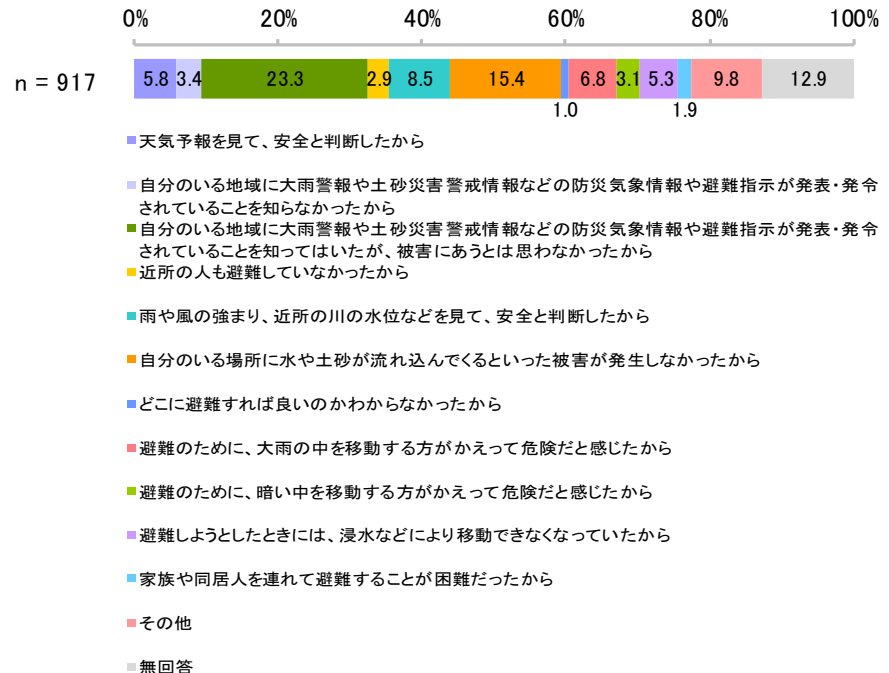 0% 20% 40% 60% 80% 100%
n = 917 5.8 3.4 23.3 2.9 8.5 15.4 6.8 3.1 5.3 9.8 12.9
1.0 1.9
天気予報を見て、安全と判断したから
自分のいる地域に大雨警報や土砂災害警戒情報などの防災気象情報や避難指示が発表・発令
されていることを知らなかったから
自分のいる地域に大雨警報や土砂災害警戒情報などの防災気象情報や避難指示が発表・発令
されていることを知ってはいたが、被害にあうとは思わなかったから
近所の人も避難していなかったから
雨や風の強まり、近所の川の水位などを見て、安全と判断したから
自分のいる場所に水や土砂が流れ込んでくるといった被害が発生しなかったから
どこに避難すれば良いのかわからなかったから
避難のために、大雨の中を移動する方がかえって危険だと感じたから
避難のために、暗い中を移動する方がかえって危険だと感じたから
避難しようとしたときには、浸水などにより移動できなくなっていたから
家族や同居人を連れて避難することが困難だったから
その他
無回答